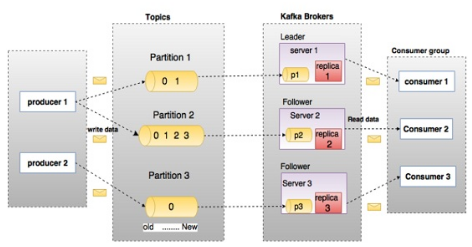 Topics
Kafka Brokers
Leader
Partition 1
server 1
Consumer group
0 1
p1
replica
1
consumer 1
producer 1
Partition 2
Follower
Server 2
write data
0 1 2 3
p2
replica
2
Read data
Consumer 2
producer 2
Partition 3
Follower
Server 3
0
p3
replica
3
Consumer 3
old ........ New